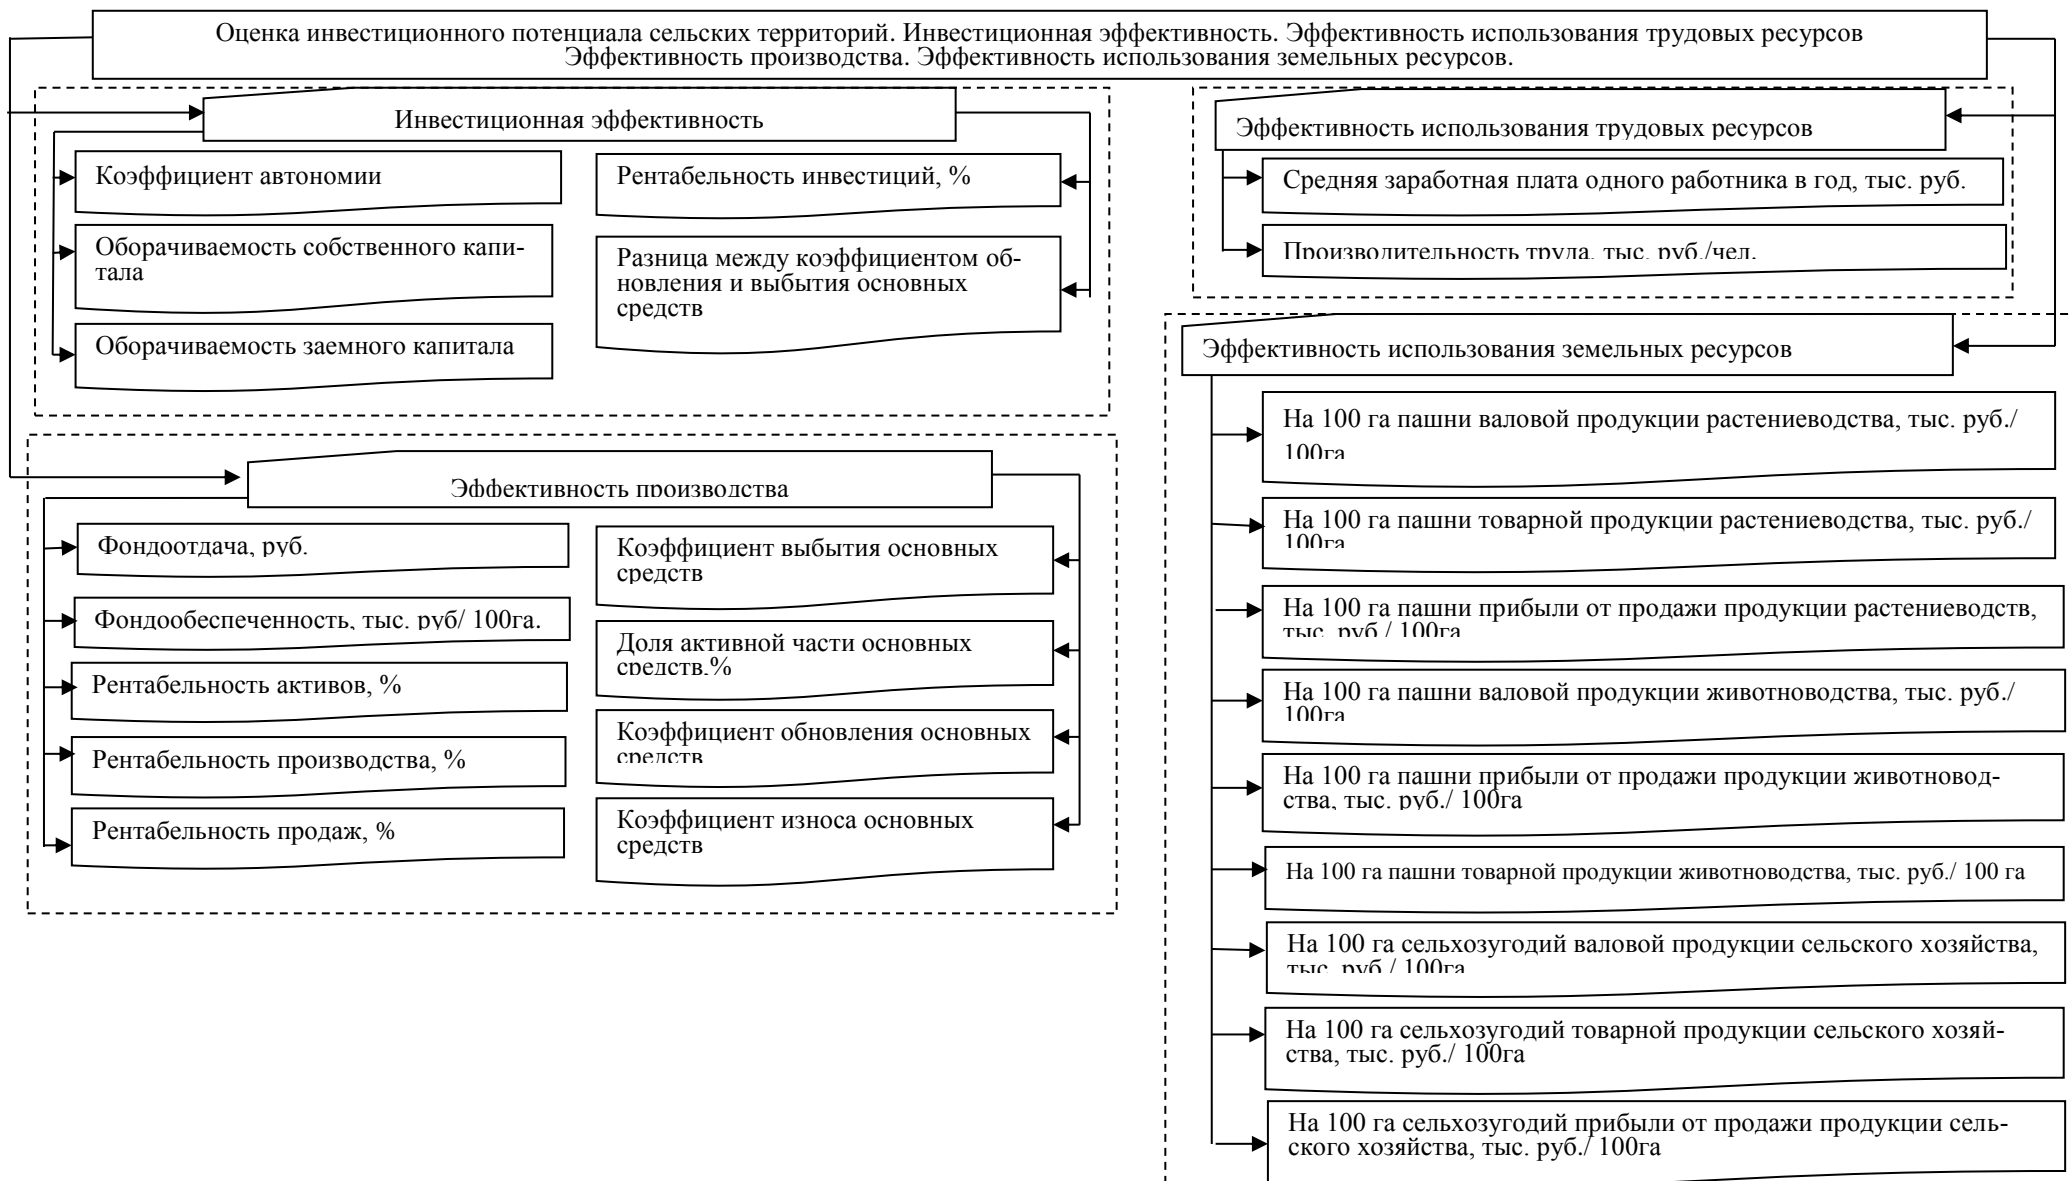 Оценка инвестиционного потенциала сельских территорий. Инвестиционная эффективность. Эффективность использования трудовых ресурсов
Эффективность производства. Эффективность использования земельных ресурсов.
Инвестиционная эффективность
Коэффициент автономии
Оборачиваемость собственного капи-
тала
Оборачиваемость заемного капитала
Рентабельность инвестиций, %
Разница между коэффициентом об-
новления и выбытия основных
средств
Эффективность производства
Фондоотдача, руб.
Фондообеспеченность, тыс. руб/ 100га.
Рентабельность активов, %
Рентабельность производства, %
Рентабельность продаж, %
Коэффициент выбытия основных
средств
Доля активной части основных
средств,%
Коэффициент обновления основных
средств
Коэффициент износа основных
средств
Эффективность использования трудовых ресурсов
Средняя заработная плата одного работника в год, тыс. руб.
Производительность труда, тыс. руб./чел.
Эффективность использования земельных ресурсов
На 100 га пашни валовой продукции растениеводства, тыс. руб./
100га
На 100 га пашни товарной продукции растениеводства, тыс. руб./
100га
На 100 га пашни прибыли от продажи продукции растениеводств,
тыс. руб./ 100га
На 100 га пашни валовой продукции животноводства, тыс. руб./
100га
На 100 га пашни прибыли от продажи продукции животновод-
ства, тыс. руб./ 100га
На 100 га пашни товарной продукции животноводства, тыс. руб./ 100 га
На 100 га сельхозугодий валовой продукции сельского хозяйства,
тыс. руб./ 100га
На 100 га сельхозугодий товарной продукции сельского хозяй-
ства, тыс. руб./ 100га
На 100 га сельхозугодий прибыли от продажи продукции сель-
ского хозяйства, тыс. руб./ 100га